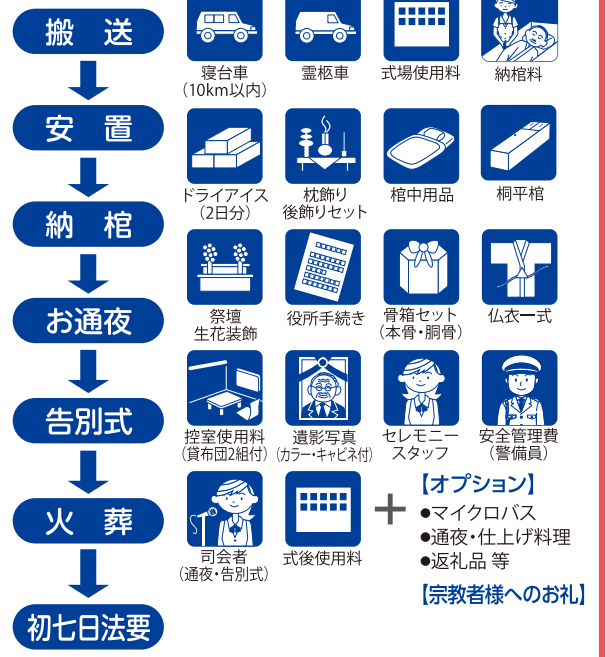 搬送
安置
納棺
お通夜
告別式
火葬
初七日法要
寝台車
(10km以内)
霊柩車
式場使用料
納棺料
ドライアイス
(2日分)
枕飾り
後飾りセット
棺中用品
桐平棺
祭壇
生花装飾
役所手続き
骨箱セット
(本骨・胴骨)
仏衣一式
控室使用料
(貸布団2組付)
遺影写真
(カラー・キャビネ付)
セレモニー
スタッフ
安全管理費
(警備員)
司会者
(通夜・告別式)
式後使用料
+
【オプション】
●マイクロバス
●通夜・仕上げ料理
●返礼品 等
【宗教者様へのお礼】